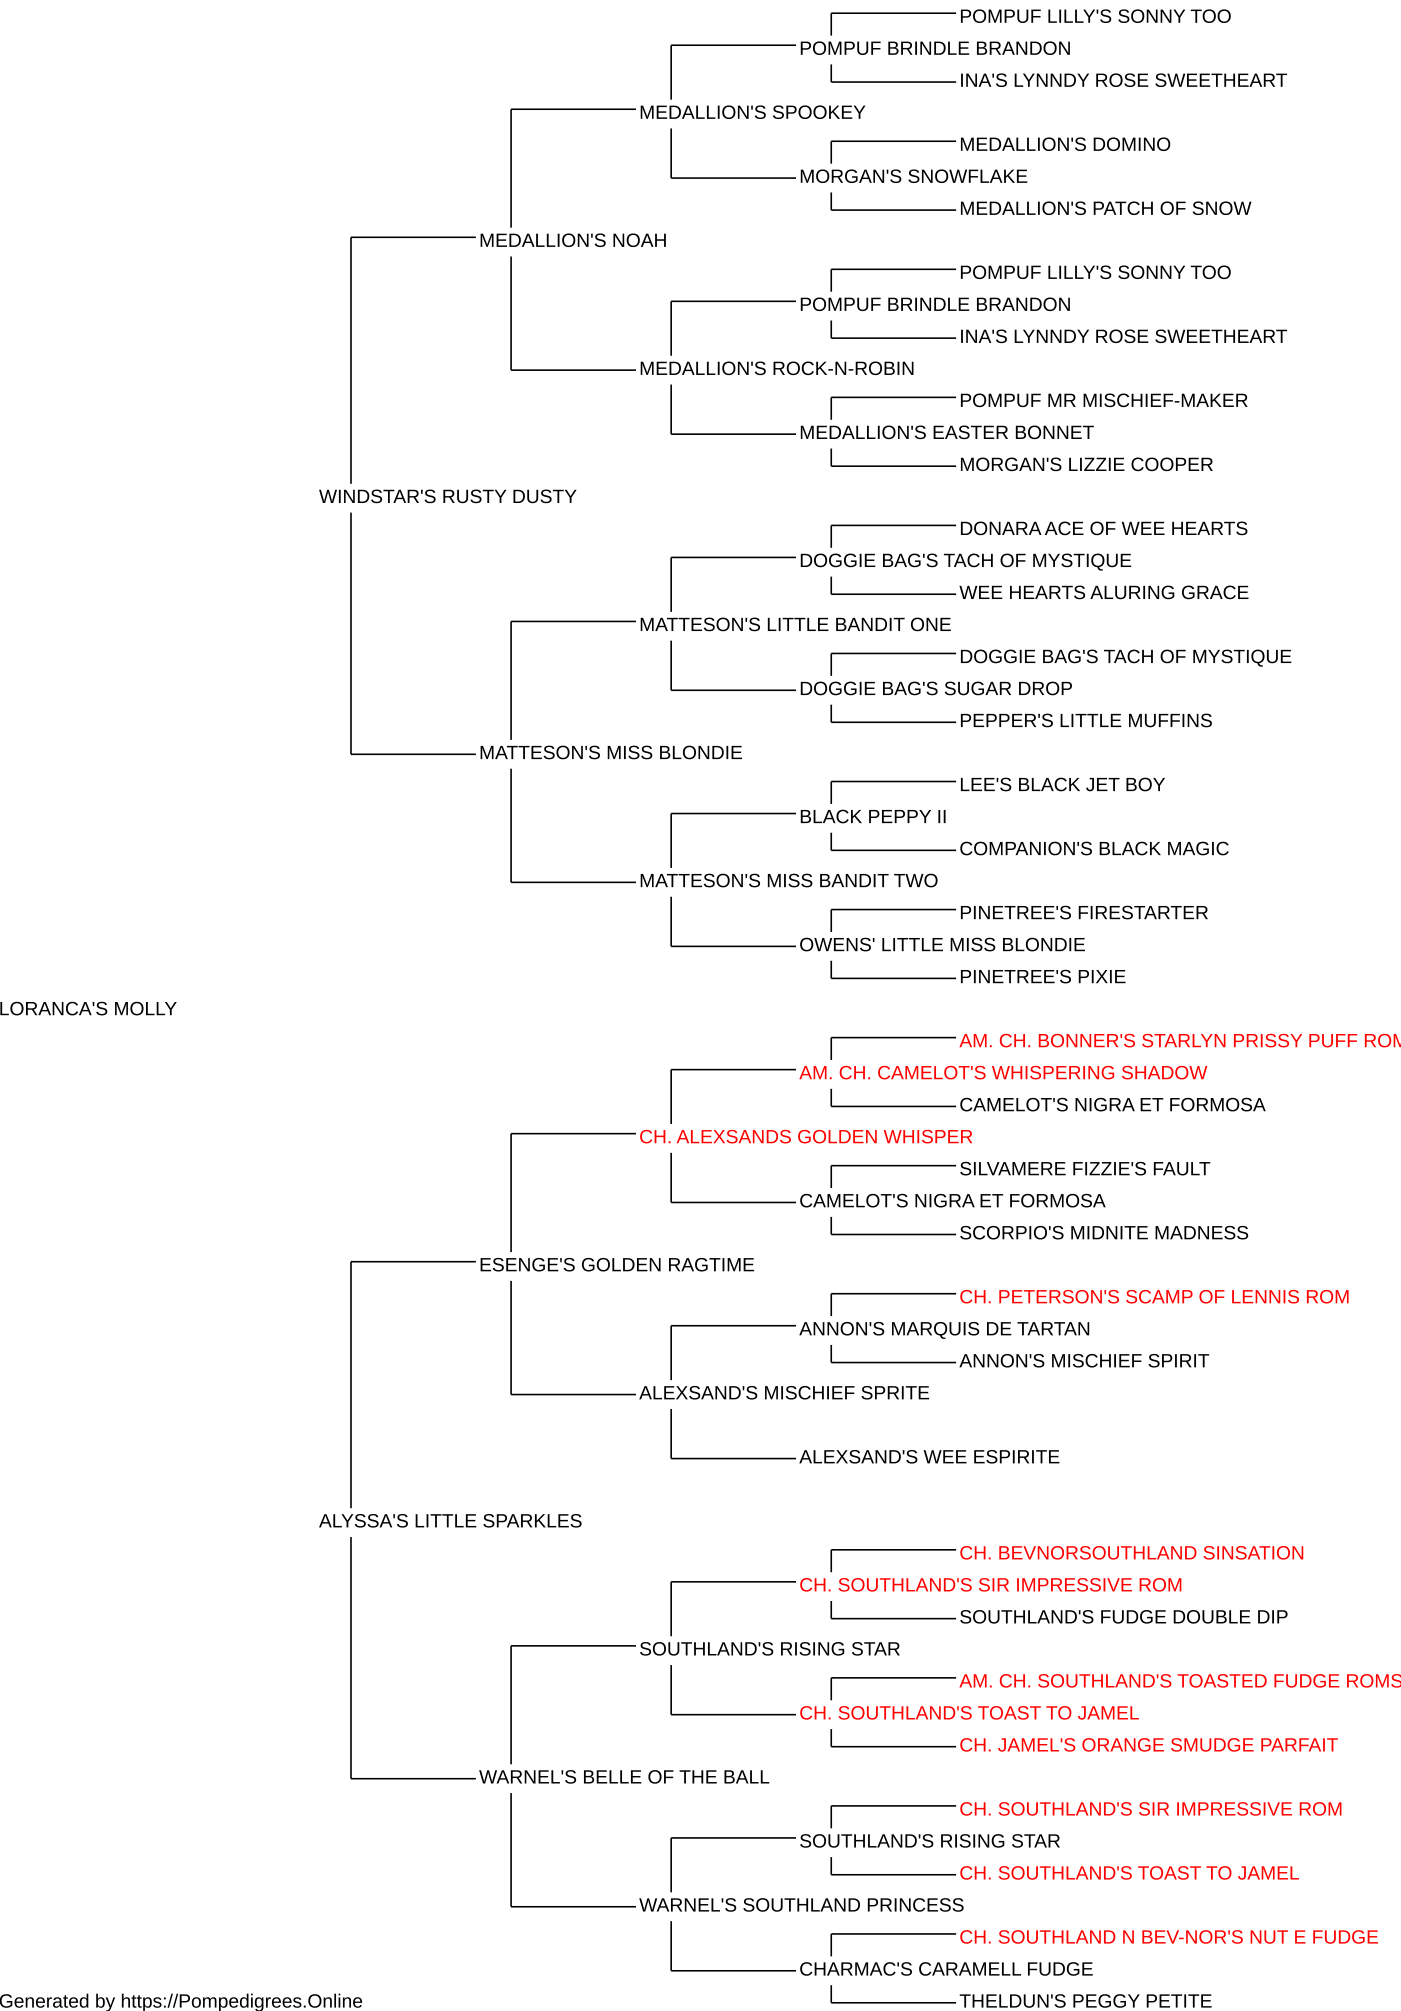 POMPUF LILLY'S SONNY TOO
POMPUF BRINDLE BRANDON
INA'S LYNNDY ROSE SWEETHEART
MEDALLION'S SPOOKEY
MEDALLION'S DOMINO
MORGAN'S SNOWFLAKE
MEDALLION'S PATCH OF SNOW
MEDALLION'S NOAH
POMPUF LILLY'S SONNY TOO
POMPUF BRINDLE BRANDON
INA'S LYNNDY ROSE SWEETHEART
MEDALLION'S ROCK-N-ROBIN
POMPUF MR MISCHIEF-MAKER
MEDALLION'S EASTER BONNET
MORGAN'S LIZZIE COOPER
WINDSTAR'S RUSTY DUSTY
DONARA ACE OF WEE HEARTS
DOGGIE BAG'S TACH OF MYSTIQUE
WEE HEARTS ALURING GRACE
MATTESON'S LITTLE BANDIT ONE
DOGGIE BAG'S TACH OF MYSTIQUE
DOGGIE BAG'S SUGAR DROP
PEPPER'S LITTLE MUFFINS
MATTESON'S MISS BLONDIE
LEE'S BLACK JET BOY
BLACK PEPPY II
COMPANION'S BLACK MAGIC
MATTESON'S MISS BANDIT TWO
PINETREE'S FIRESTARTER
OWENS' LITTLE MISS BLONDIE
PINETREE'S PIXIE
LORANCA'S MOLLY
AM. CH. BONNER'S STARLYN PRISSY PUFF ROM
AM. CH. CAMELOT'S WHISPERING SHADOW
CAMELOT'S NIGRA ET FORMOSA
CH. ALEXSANDS GOLDEN WHISPER
SILVAMERE FIZZIE'S FAULT
CAMELOT'S NIGRA ET FORMOSA
SCORPIO'S MIDNITE MADNESS
ESENGE'S GOLDEN RAGTIME
CH. PETERSON'S SCAMP OF LENNIS ROM
ANNON'S MARQUIS DE TARTAN
ANNON'S MISCHIEF SPIRIT
ALEXSAND'S MISCHIEF SPRITE
ALEXSAND'S WEE ESPIRITE
ALYSSA'S LITTLE SPARKLES
CH. BEVNORSOUTHLAND SINSATION
CH. SOUTHLAND'S SIR IMPRESSIVE ROM
SOUTHLAND'S FUDGE DOUBLE DIP
SOUTHLAND'S RISING STAR
AM. CH. SOUTHLAND'S TOASTED FUDGE ROMS
CH. SOUTHLAND'S TOAST TO JAMEL
CH. JAMEL'S ORANGE SMUDGE PARFAIT
WARNEL'S BELLE OF THE BALL
CH. SOUTHLAND'S SIR IMPRESSIVE ROM
SOUTHLAND'S RISING STAR
CH. SOUTHLAND'S TOAST TO JAMEL
WARNEL'S SOUTHLAND PRINCESS
CH. SOUTHLAND N BEV-NOR'S NUT E FUDGE
CHARMAC'S CARAMELL FUDGE
THELDUN'S PEGGY PETITE
Generated by https://Pompedigrees.Online